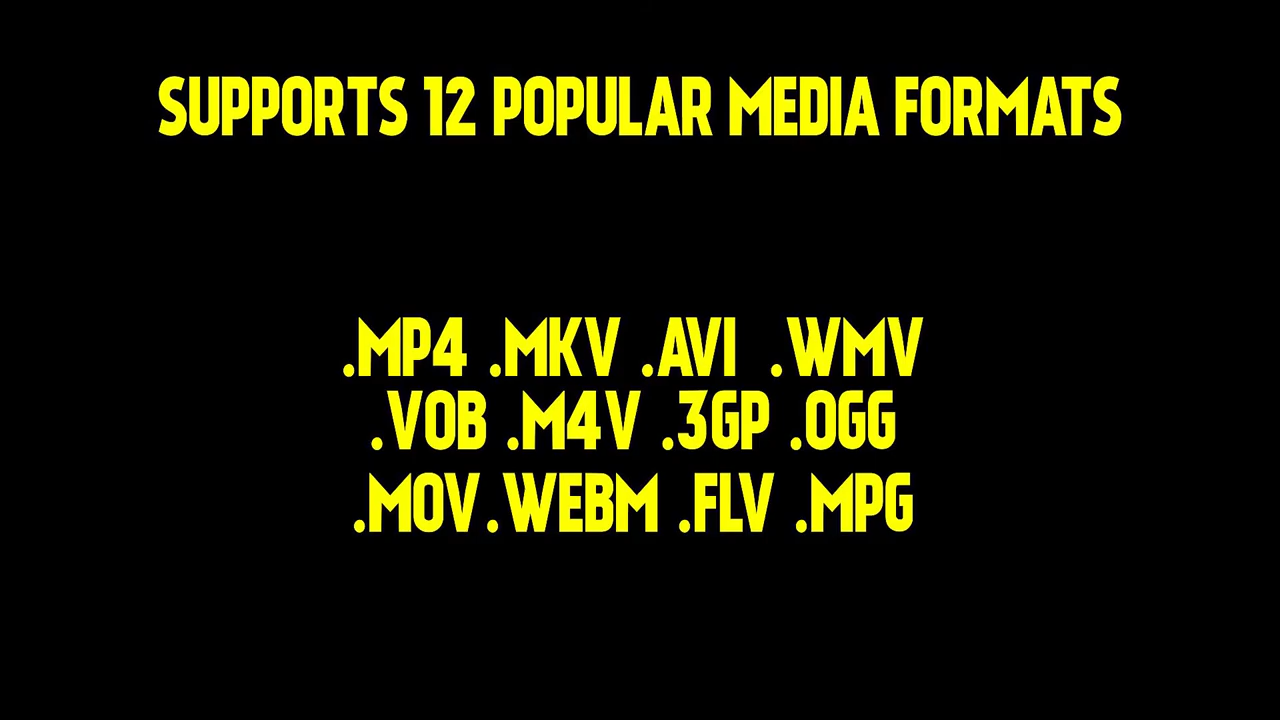 SUPPORTS 12 POPULAR MEDIA FORMATS
.MP4 .MKV .AVI .WMV
.VOB .M4V .3GP .OGG
.MOV.WEBM .FLV .MPG